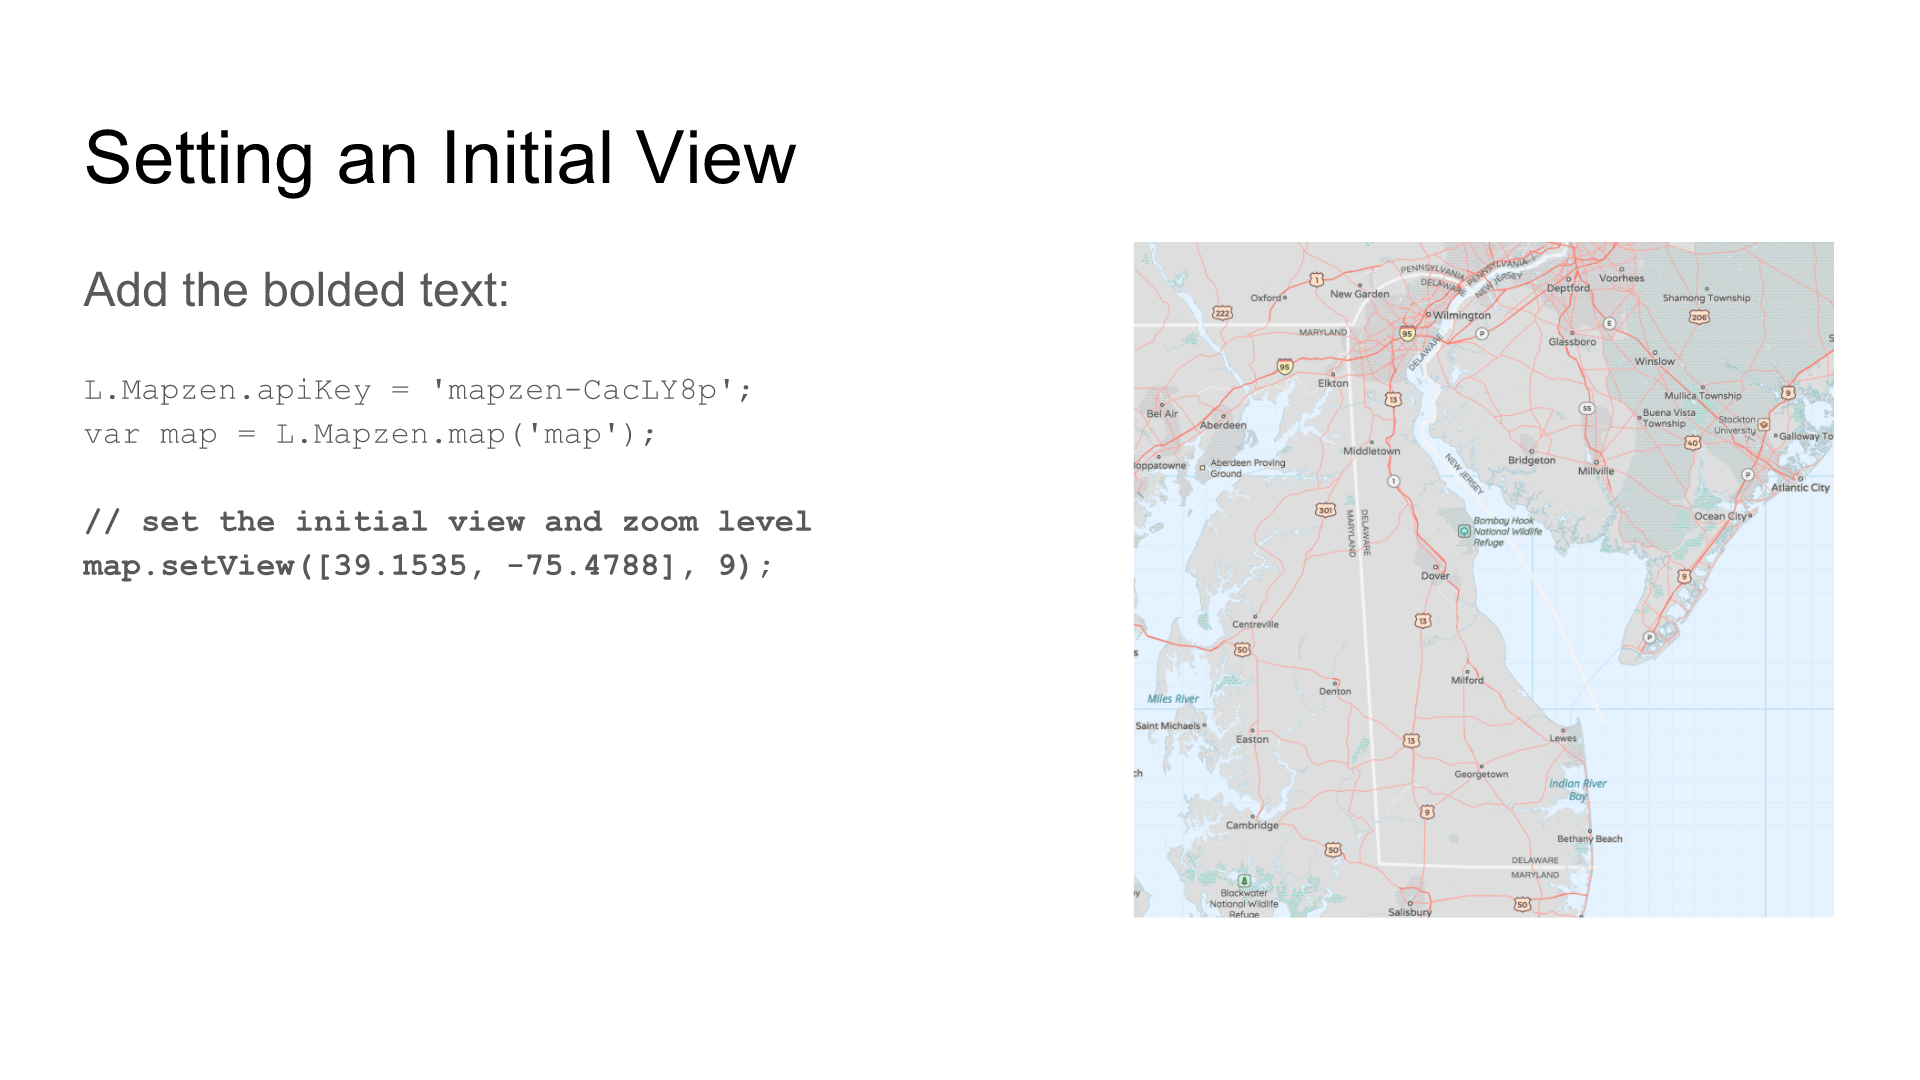 Setting an Initial View
Add the bolded text:
L.Mapzen.apiKey = 'mapzen-CacLY8p';
var map = L.Mapzen.map('map');
// set the initial view and zoom level
map.setView([39.1535, -75.4788], 9);
PENNSYLVANIA
DELAWARE
PENNSYLVANIA
NEW JERSEY
Voorhees
Deptford
Oxford
1
New Garden
Shamong Township
222
206
Wilmington
MARYLAND
95
P
E
Glassboro
DELAWARE
Winslow
95
Elkton
13
Mullica Township
9
55
Bel Air
Aberdeen
Buena Vista
Township
Stockton
University
Galloway To
40
Middletown
Bridgeton
Millville
oppatowne
Aberdeen Proving
Ground
NEW JERSEY
1
P
Atlantic City
301
DELAWARE
MARYLAND
Ocean City
Bombay Hook
National Wildlife
Refuge
Dover
9
13
Centreville
P
50
Milford
Denton
Miles River
Saint Michaels
Easton
13
Lewes
ch
Georgetown
Indian River
Bay
9
Cambridge
Bethany Beach
50
DELAWARE
MARYLAND
Blackwater
National Wildlife
Refuge
50
Salisbury